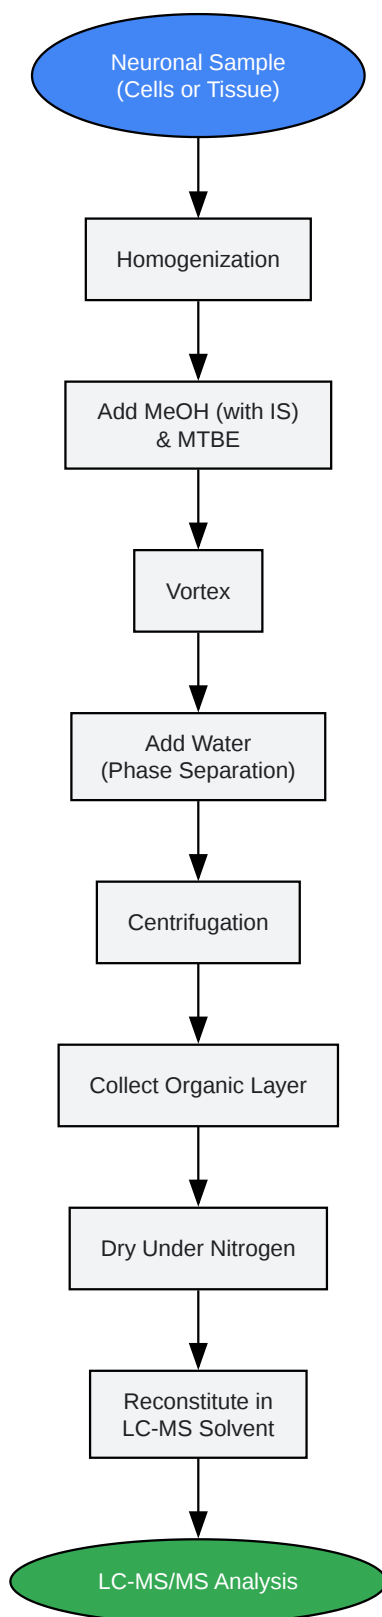 Neuronal Sample
(Cells or Tissue)
Homogenization
Add MeOH (with IS)
& MTBE
Vortex
Add Water
(Phase Separation)
Centrifugation
Collect Organic Layer
Dry Under Nitrogen
Reconstitute in
LC-MS Solvent
LC-MS/MS Analysis